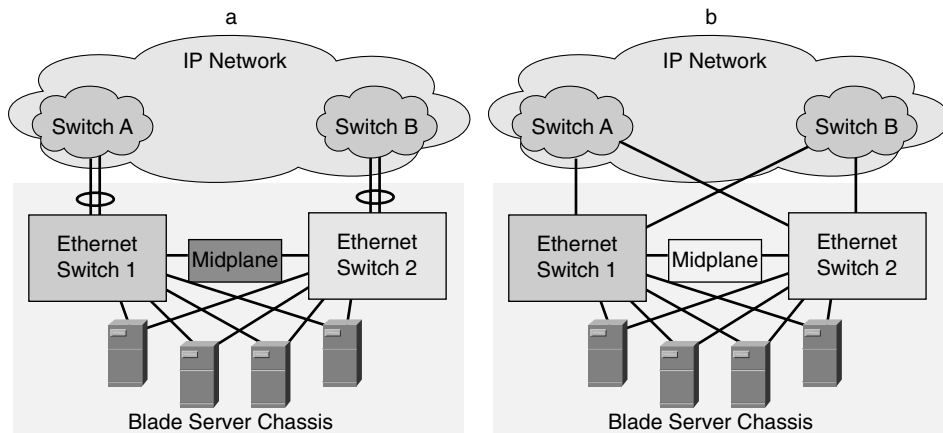 a
IP Network
Switch A
Switch B
Ethernet
Switch 1
Midplane
Ethernet
Switch 2
Blade Server Chassis
b
IP Network
Switch A
Switch B
Ethernet
Switch 1
Midplane
Ethernet
Switch 2
Blade Server Chassis